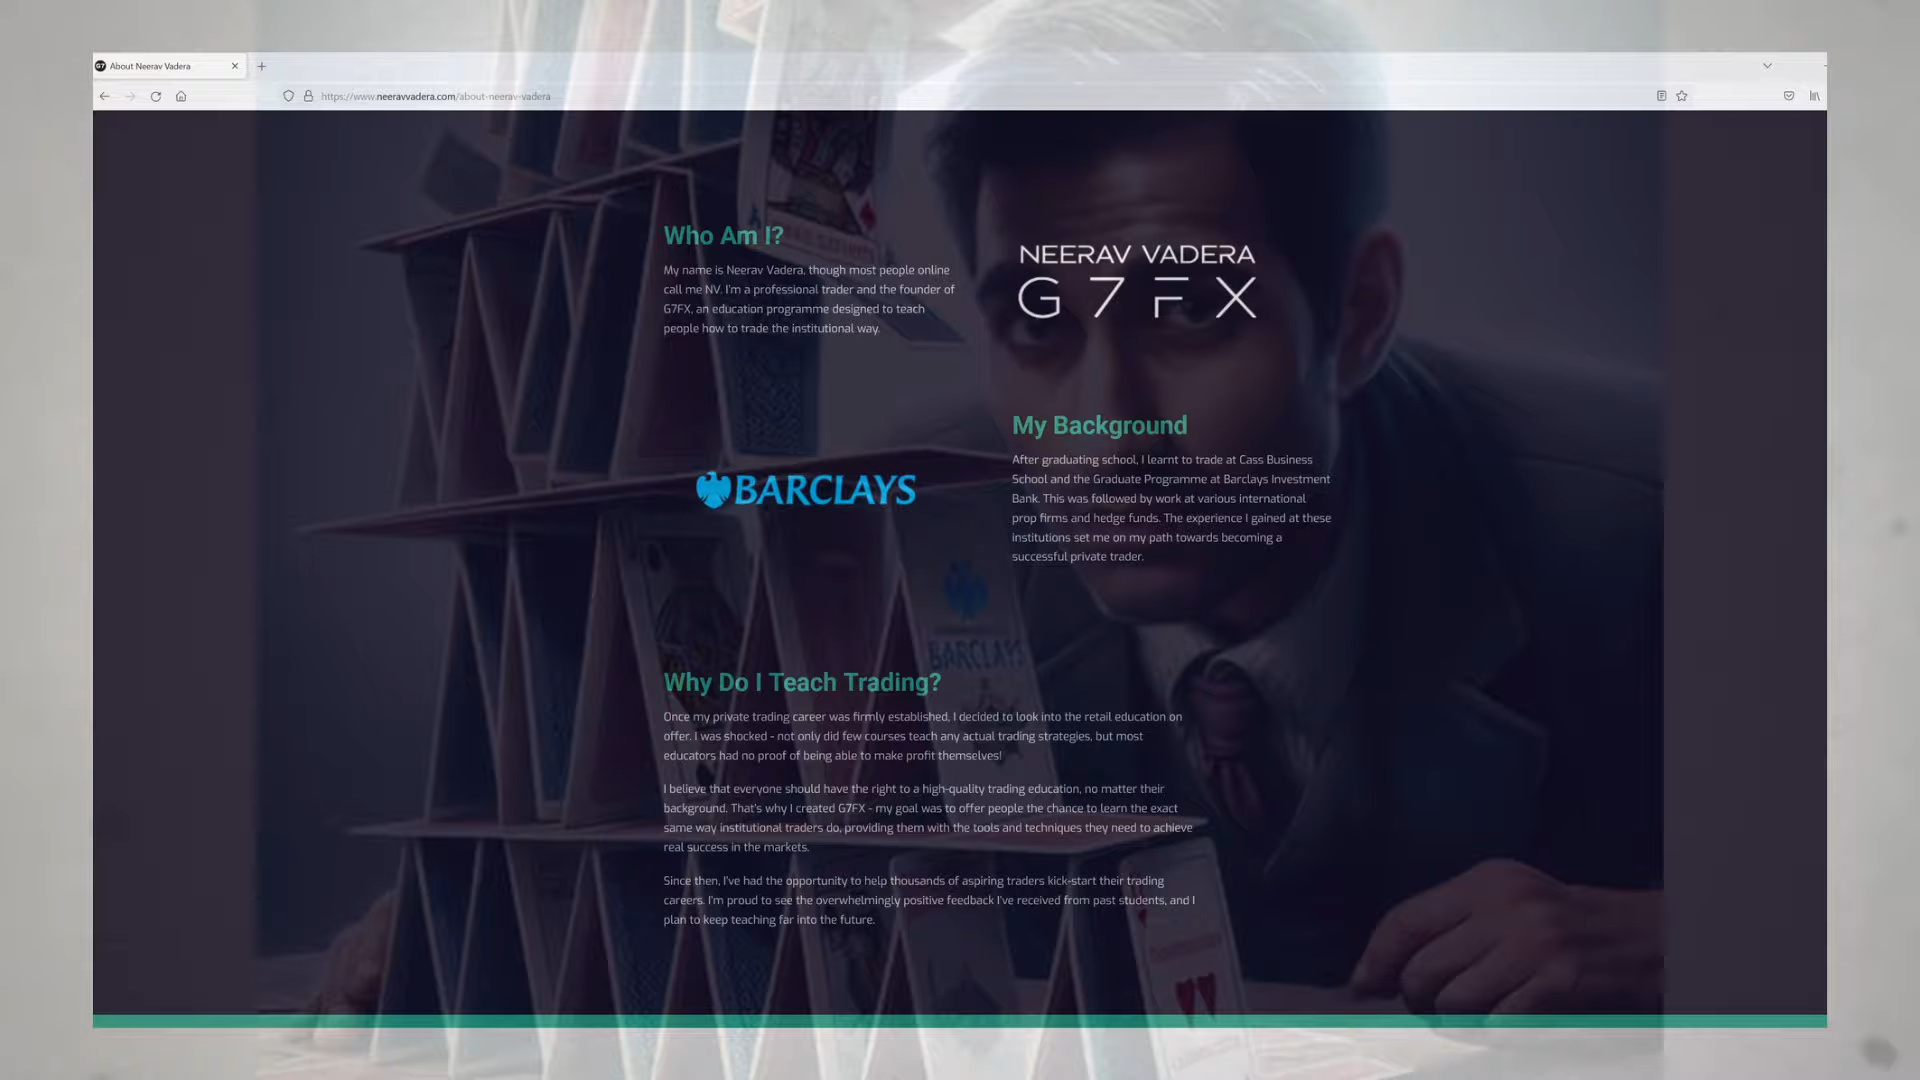 About Neerav Vadera
https://www.neeravvadera.com/about-neerav-vadera
Who Am I?
My name is Neerav Vadera, though most people online
call me NV. I'm a professional trader and the founder of
G7FX, an education programme designed to teach
people how to trade the institutional way.
NEERAV VADERA
G7FX
My Background
After graduating school, I learnt to trade at Cass Business
School and the Graduate Programme at Barclays Investment
Bank. This was followed by work at various international
prop firms and hedge funds. The experience I gained at these
institutions set me on my path towards becoming a
successful private trader.
BARCLAYS
BARCLAYS
Why Do I Teach Trading?
Once my private trading career was firmly established, I decided to look into the retail education on
offer. I was shocked - not only did few courses teach any actual trading strategies, but most
educators had no proof of being able to make profit themselves!
I believe that everyone should have the right to a high-quality trading education, no matter their
background. That's why I created G7FX - my goal was to offer people the chance to learn the exact
same way institutional traders do, providing them with the tools and techniques they need to achieve
real success in the markets.
Since then, I've had the opportunity to help thousands of aspiring traders kick-start their trading
careers. I'm proud to see the overwhelmingly positive feedback I've received from past students, and I
plan to keep teaching far into the future.